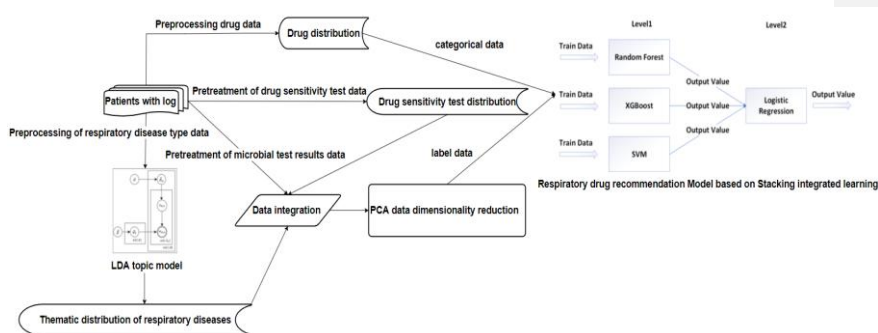 Preprocessing drug data
Drug distribution
categorical data
Patients with log
Pretreatment of drug sensitivity test data
Drug sensitivity test distribution
Preprocessing of respiratory disease type data
Pretreatment of microbial test results data
label data
Data integration
PCA data dimensionality reduction
LDA topic model
Thematic distribution of respiratory diseases
Level1
Level2
Train Data
Random Forest
Output Value
Train Data
XGBoost
Output Value
Logistic
Regression
Output Value
Train Data
SVM
Output Value
Respiratory drug recommendation Model based on Stacking integrated learning